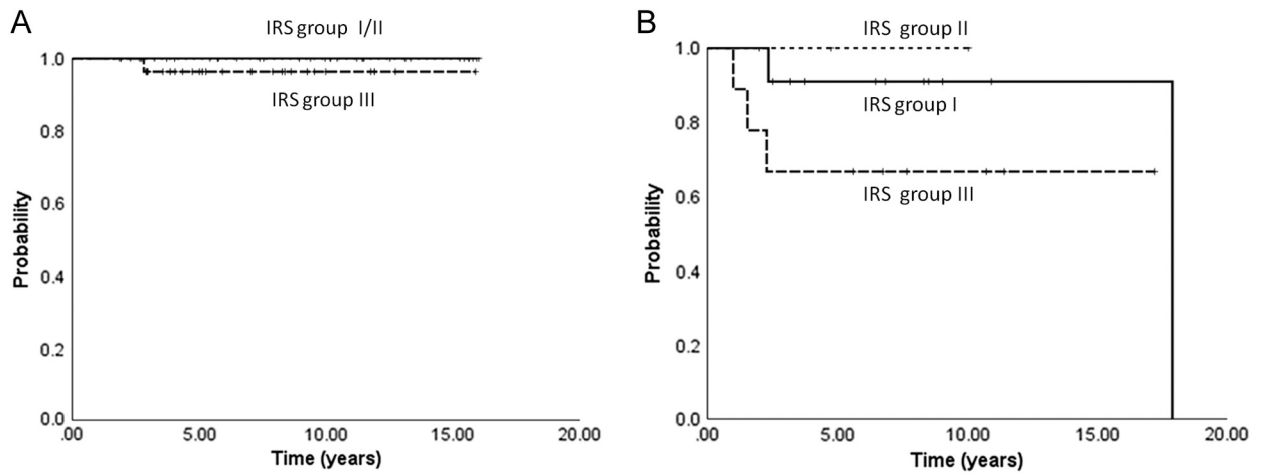 A
IRS group I/II
1.0
IRS group III
0.8
0.6
0.4
0.2
0.0
Probability
.00 5.00 10.00 15.00 20.00
Time (years)
B
IRS group II
1.0
IRS group I
0.8
IRS group III
0.6
0.4
0.2
0.0
Probability
.00 5.00 10.00 15.00 20.00
Time (years)